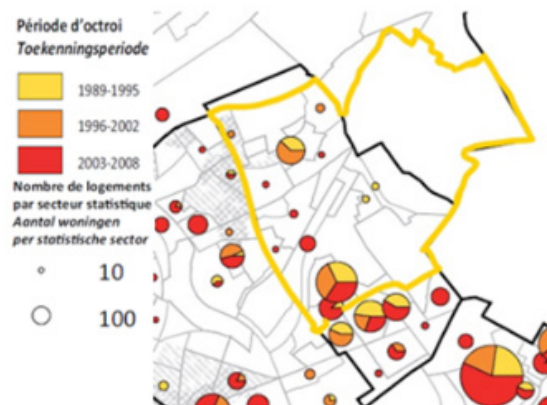 Période d'octroi
Toekenningsperiode
1989-1995
1996-2002
2003-2008
Nombre de logements
par secteur statistique
Aantal woningen
per statistische sector
10
100